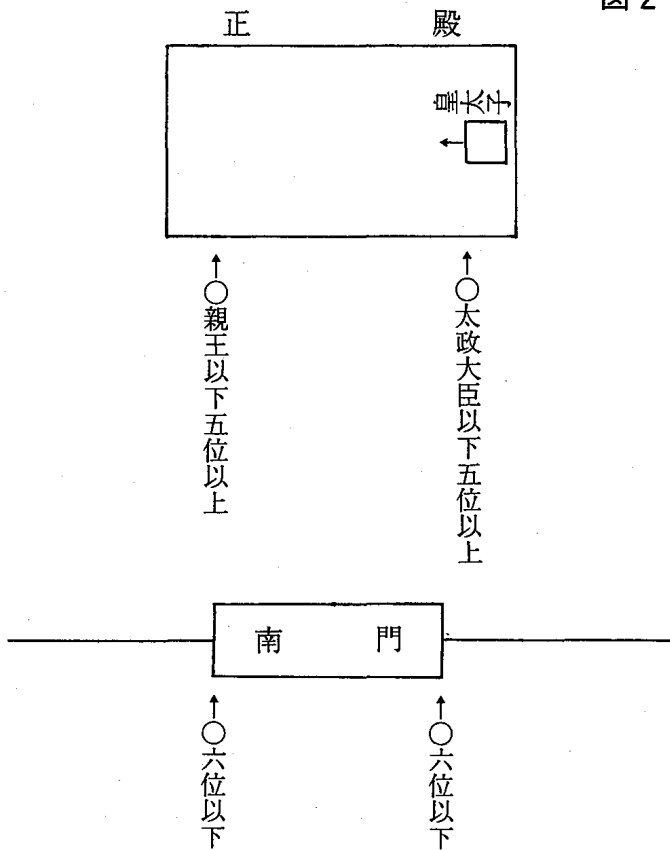 図2
正殿
皇太子
太政大臣以下五位以上
親王以下五位以上
南門
六位以下
六位以下